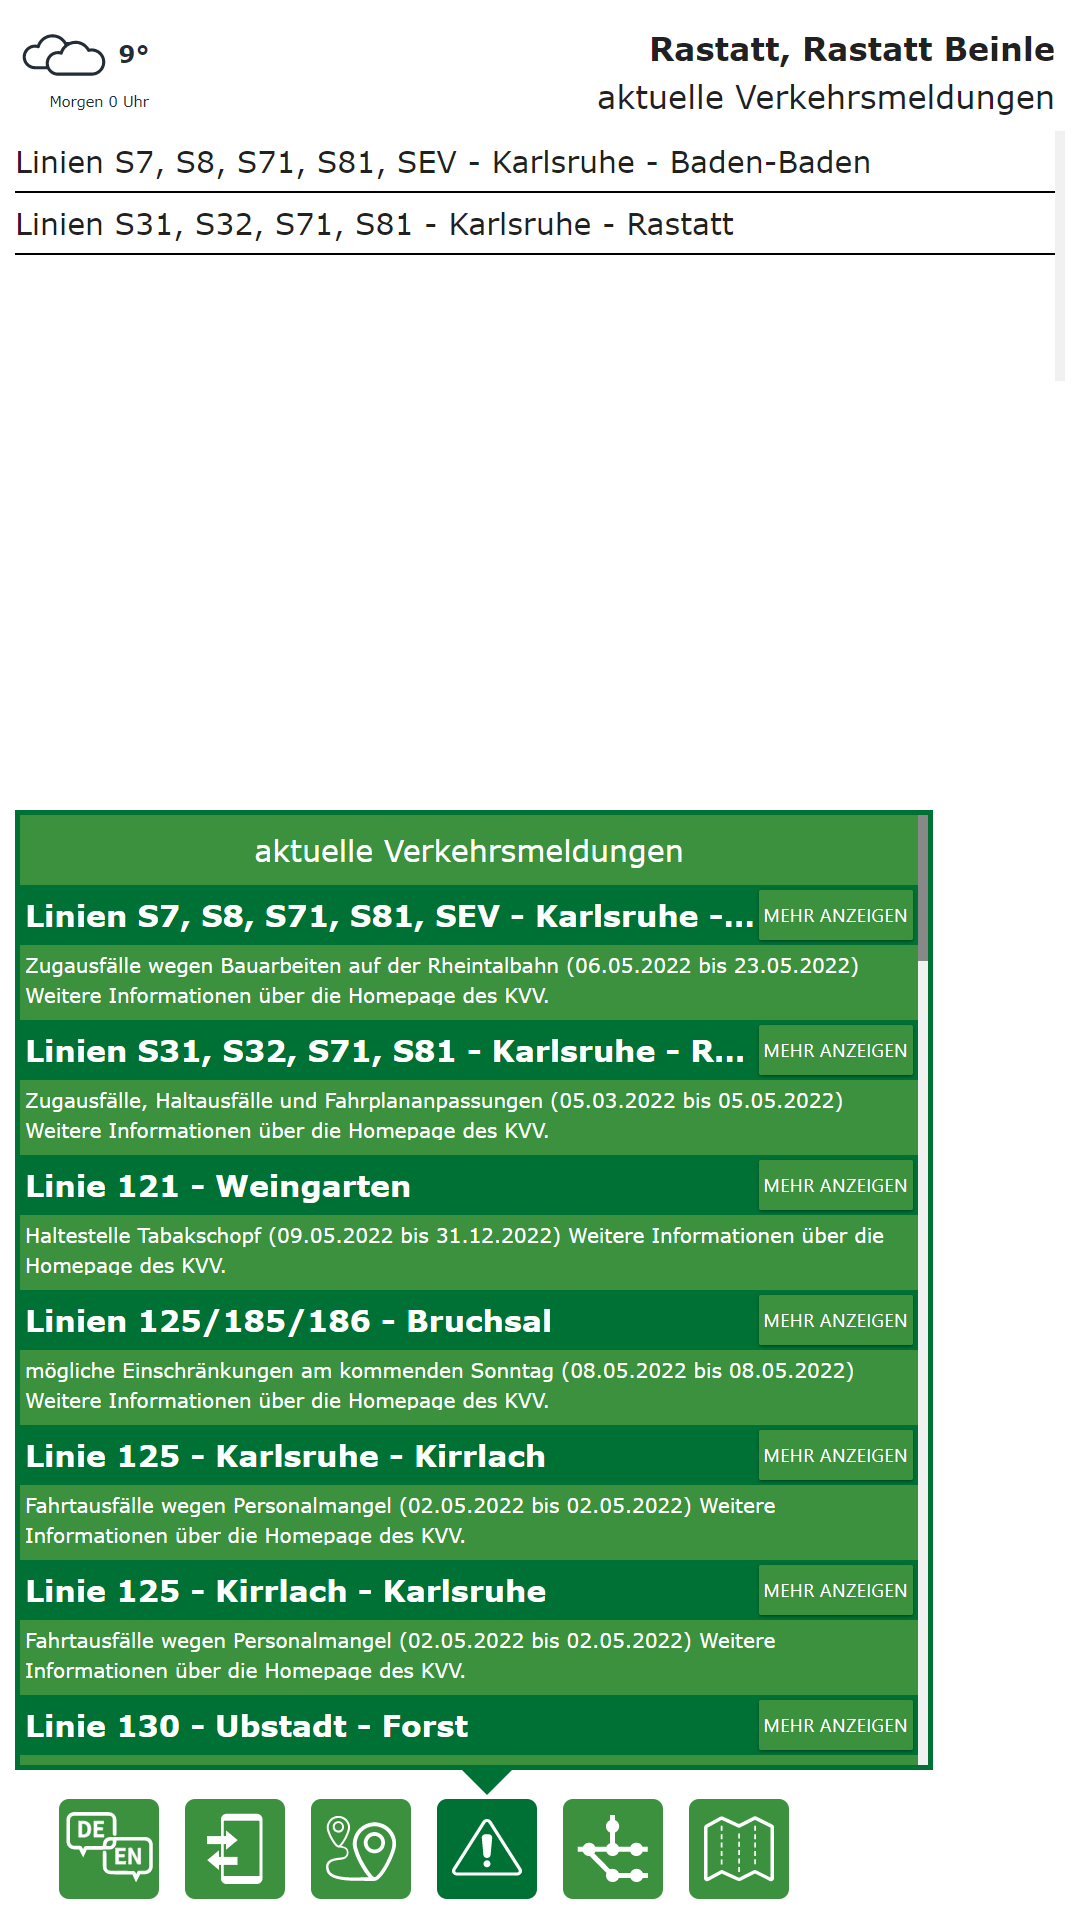 9°
Morgen 0 Uhr
Rastatt, Rastatt Beinle
aktuelle Verkehrsmeldungen
Linien S7, S8, S71, S81, SEV - Karlsruhe - Baden-Baden
Linien S31, S32, S71, S81 - Karlsruhe - Rastatt
aktuelle Verkehrsmeldungen
Linien S7, S8, S71, S81, SEV - Karlsruhe -... MEHR ANZEIGEN
Zugausfälle wegen Bauarbeiten auf der Rheintalbahn (06.05.2022 bis 23.05.2022)
Weitere Informationen über die Homepage des KVV.
Linien S31, S32, S71, S81 - Karlsruhe - R... MEHR ANZEIGEN
Zugausfälle, Haltausfälle und Fahrplananpassungen (05.03.2022 bis 05.05.2022)
Weitere Informationen über die Homepage des KVV.
Linie 121 - Weingarten MEHR ANZEIGEN
Haltestelle Tabakschopf (09.05.2022 bis 31.12.2022) Weitere Informationen über die
Homepage des KVV.
Linien 125/185/186 - Bruchsal MEHR ANZEIGEN
mögliche Einschränkungen am kommenden Sonntag (08.05.2022 bis 08.05.2022)
Weitere Informationen über die Homepage des KVV.
Linie 125 - Karlsruhe - Kirrlach MEHR ANZEIGEN
Fahrtausfälle wegen Personalmangel (02.05.2022 bis 02.05.2022) Weitere
Informationen über die Homepage des KVV.
Linie 125 - Kirrlach - Karlsruhe MEHR ANZEIGEN
Fahrtausfälle wegen Personalmangel (02.05.2022 bis 02.05.2022) Weitere
Informationen über die Homepage des KVV.
Linie 130 - Ubstadt - Forst MEHR ANZEIGEN
DE
EN